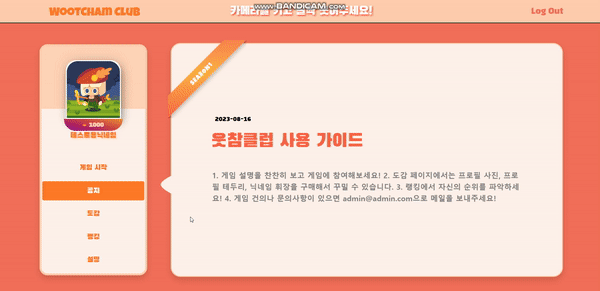 WOOTCHAM CLUB
카메라를 켜고
주세요!
WWW.BANDICAM.COM
Log Out
SEASON1
- 1000
테스트용닉네임
게임 시작
공지
도감
랭킹
설명
2023-08-16
웃참클럽 사용 가이드
1. 게임 설명을 찬찬히 보고 게임에 참여해보세요! 2. 도감 페이지에서는 프로필 사진, 프로
필 테두리, 닉네임 휘장을 구매해서 꾸밀 수 있습니다. 3. 랭킹에서 자신의 순위를 파악하세
요! 4. 게임 건의나 문의사항이 있으면 admin@admin.com으로 메일을 보내주세요!